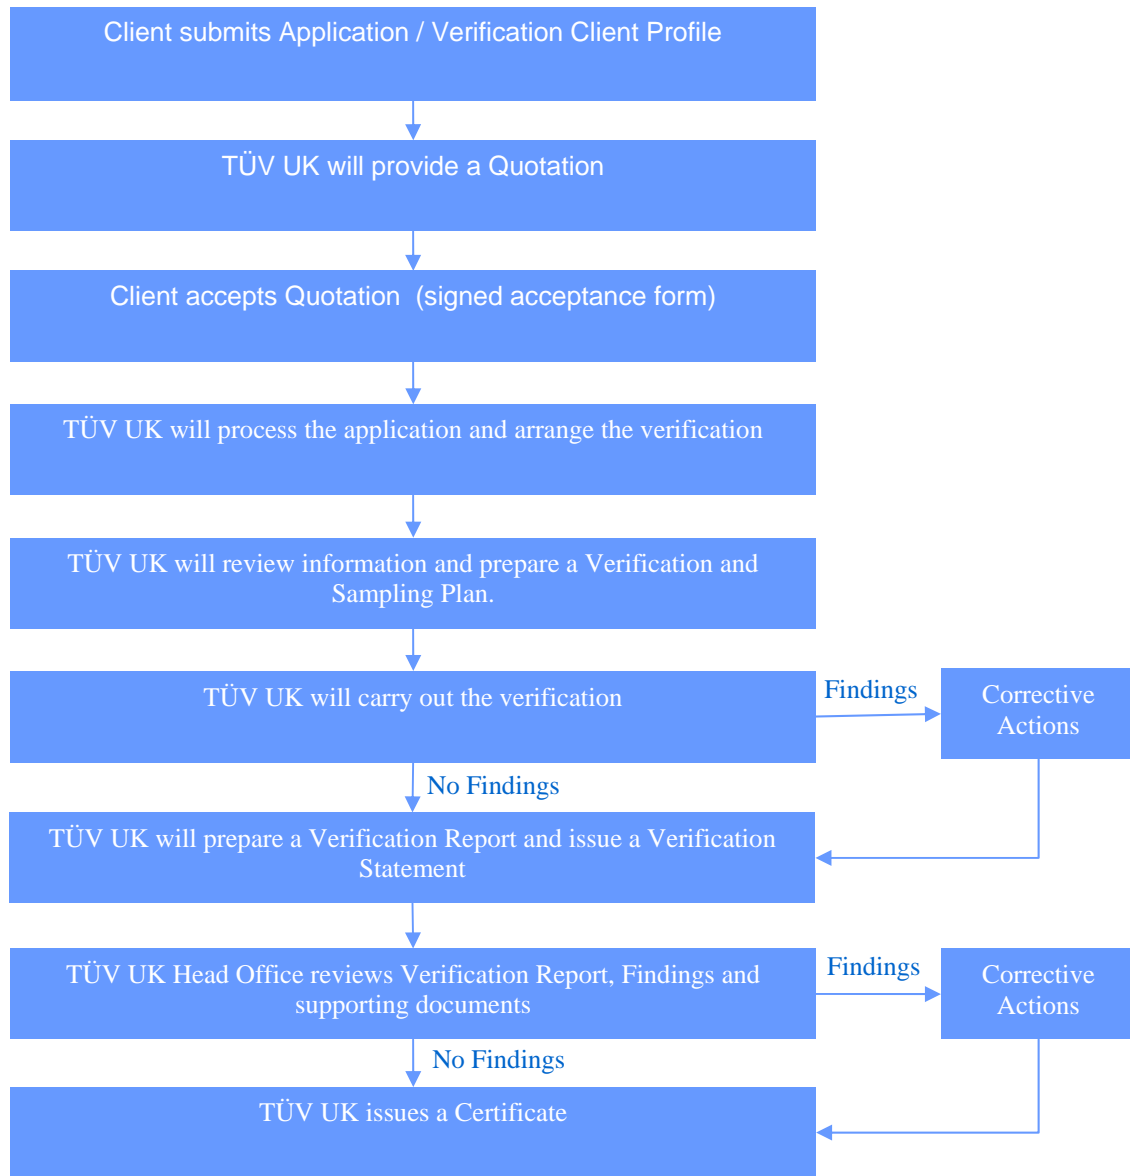 Client submits Application / Verification Client Profile
TÜV UK will provide a Quotation
Client accepts Quotation  (signed acceptance form)
TÜV UK will process the application and arrange the verification
TÜV UK will review information and prepare a Verification and
Sampling Plan.
TÜV UK will carry out the verification
Findings
Corrective
Actions
No Findings
TÜV UK will prepare a Verification Report and issue a Verification
Statement
TÜV UK Head Office reviews Verification Report, Findings and
supporting documents
Findings
Corrective
Actions
No Findings
TÜV UK issues a Certificate